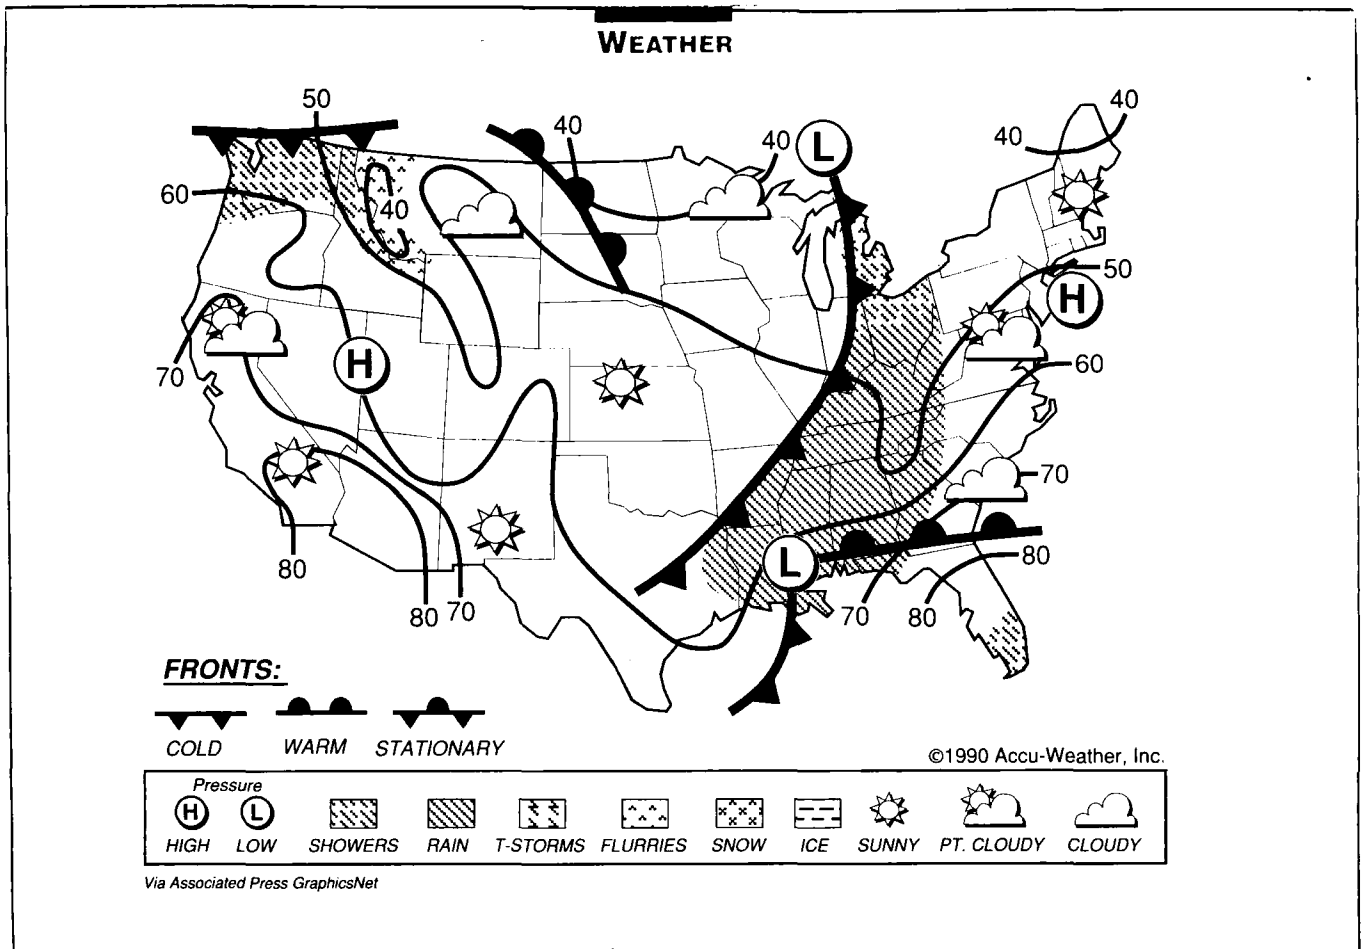 WEATHER
50
40
40
L
40
40
60
40
50
H
H
70
60
70
L
80
80
80
70
70
80
FRONTS:
COLD WARM STATIONARY
©1990 Accu-Weather, Inc.
Pressure
H L
HIGH LOW SHOWERS RAIN T-STORMS FLURRIES SNOW ICE SUNNY PT. CLOUDY CLOUDY
Via Associated Press GraphicsNet